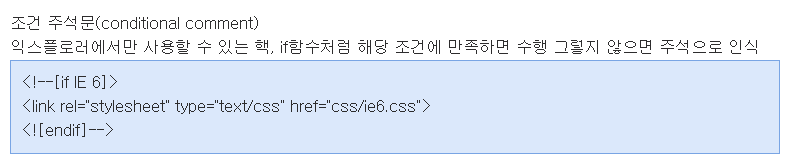 조건 주석문(conditional comment)
익스플로러에서만 사용할 수 있는 핵, if함수처럼 해당 조건에 만족하면 수행 그렇지 않으면 주석으로 인식
<!--[if IE 6]>
<link rel="stylesheet" type="text/css" href="css/ie6.css">
<![endif]-->